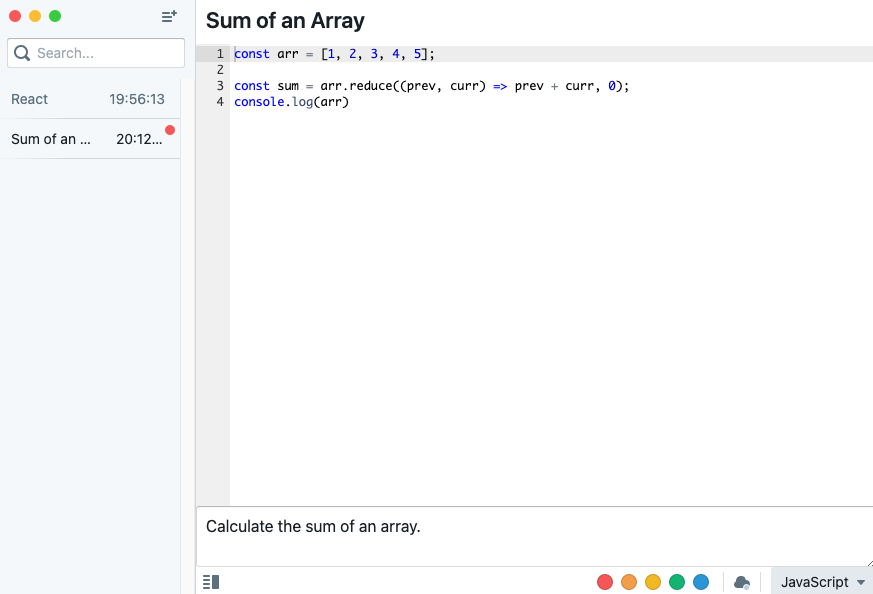 Sum of an Array
Search...
React 19:56:13
Sum of an ... 20:12...
1 const arr = [1, 2, 3, 4, 5];
2
3 const sum = arr.reduce((prev, curr) => prev + curr, 0);
4 console.log(arr)
Calculate the sum of an array.
JavaScript